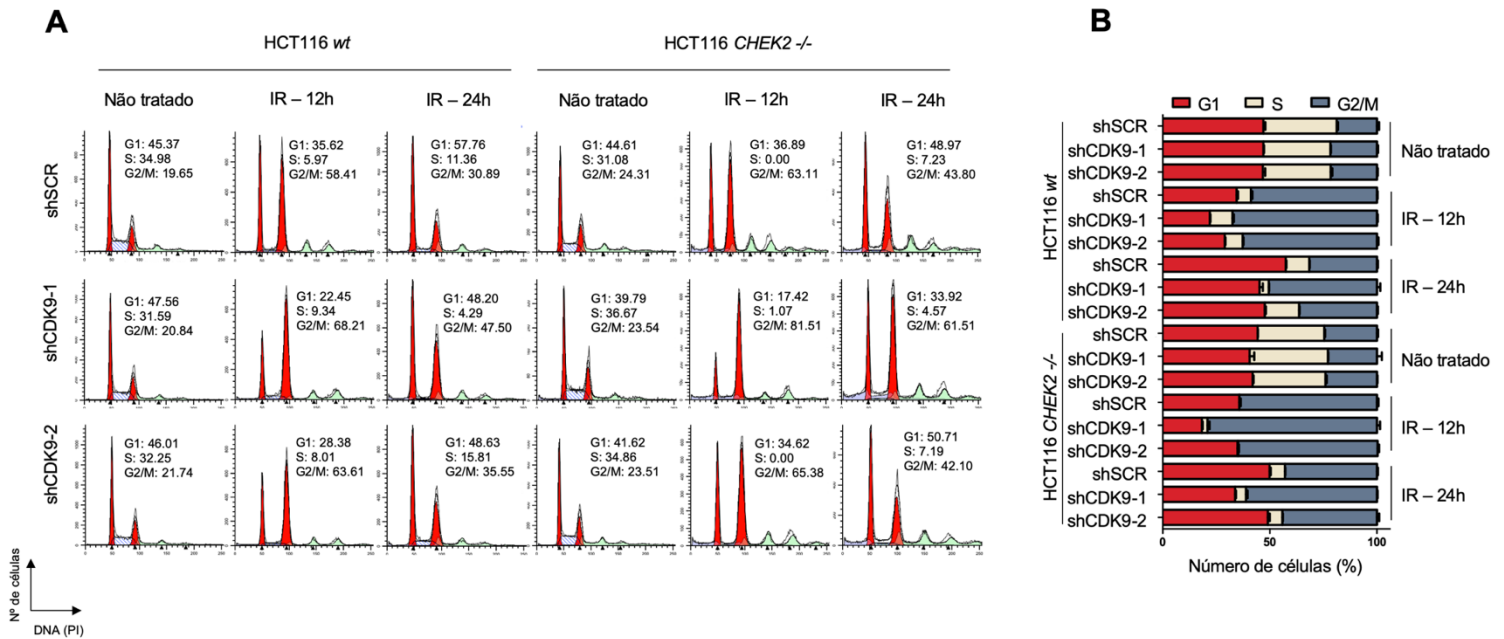 A
HCT116 wt
HCT116 CHEK2 -/-
Não tratado
IR – 12h
IR – 24h
Não tratado
IR – 12h
IR – 24h
shSCR
G1: 45.37
S: 34.98
G2/M: 19.65
G1: 35.62
S: 5.97
G2/M: 58.41
G1: 57.76
S: 11.36
G2/M: 30.89
G1: 44.61
S: 31.08
G2/M: 24.31
G1: 36.89
S: 0.00
G2/M: 63.11
G1: 48.97
S: 7.23
G2/M: 43.80
shCDK9-1
G1: 47.56
S: 31.59
G2/M: 20.84
G1: 22.45
S: 9.34
G2/M: 68.21
G1: 48.20
S: 4.29
G2/M: 47.50
G1: 39.79
S: 36.67
G2/M: 23.54
G1: 17.42
S: 1.07
G2/M: 81.51
G1: 33.92
S: 4.57
G2/M: 61.51
shCDK9-2
G1: 46.01
S: 32.25
G2/M: 21.74
G1: 28.38
S: 8.01
G2/M: 63.61
G1: 48.63
S: 15.81
G2/M: 35.55
G1: 41.62
S: 34.86
G2/M: 23.51
G1: 34.62
S: 0.00
G2/M: 65.38
G1: 50.71
S: 7.19
G2/M: 42.10
Nº de células
DNA (PI)
B
G1 S G2/M
HCT116 wt
shSCR
shCDK9-1
shCDK9-2
Não tratado
shSCR
shCDK9-1
shCDK9-2
IR – 12h
shSCR
shCDK9-1
shCDK9-2
IR – 24h
HCT116 CHEK2 -/-
shSCR
shCDK9-1
shCDK9-2
Não tratado
shSCR
shCDK9-1
shCDK9-2
IR – 12h
shSCR
shCDK9-1
shCDK9-2
IR – 24h
0 50 100
Número de células (%)